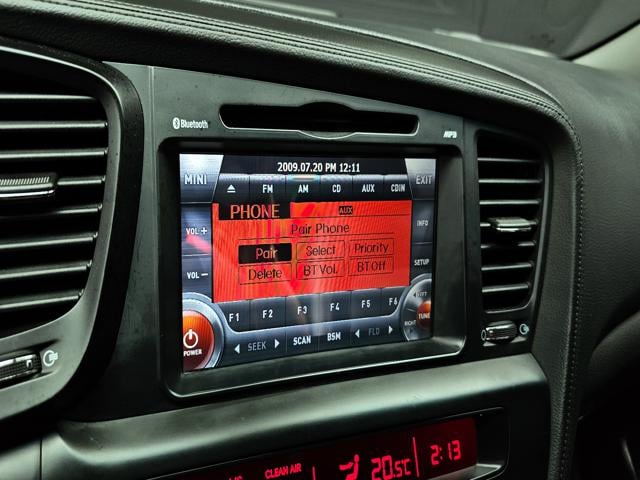 Bluetooth
MP3
2009.07.20 PM 12:11
MINI FM AM CD AUX CDIN EXIT
PHONE AUX
VOL + INFO
Pair Phone
Pair Select Priority
Delete BT Vol. BT Off
VOL - SETUP
F1 F2 F3 F4 F5 F6 LEFT
RIGHT TUNE
POWER SEEK SCAN BSM FLD
CLEAN AIR
20.5°C 2:13